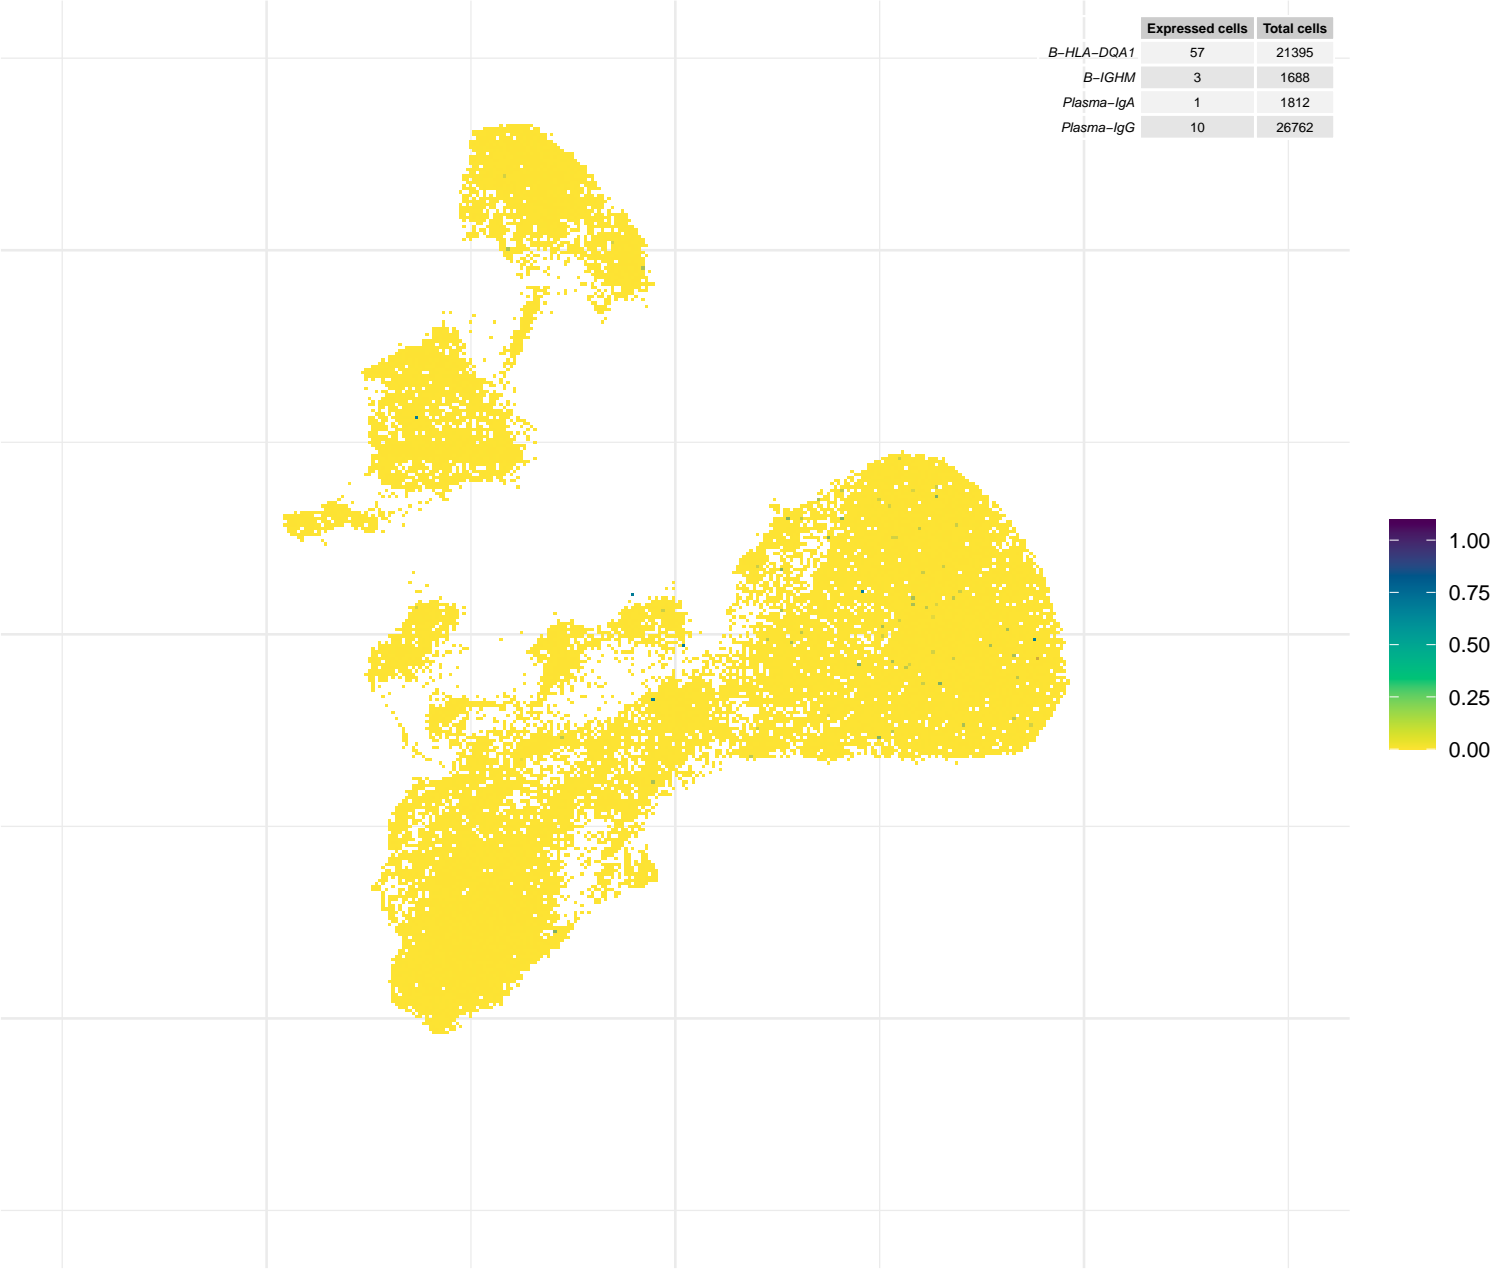 Expressed cells Total cells
B−HLA−DQA1 57 21395
B−IGHM 3 1688
Plasma−IgA 1 1812
Plasma−IgG 10 26762
1.00
0.75
0.50
0.25
0.00